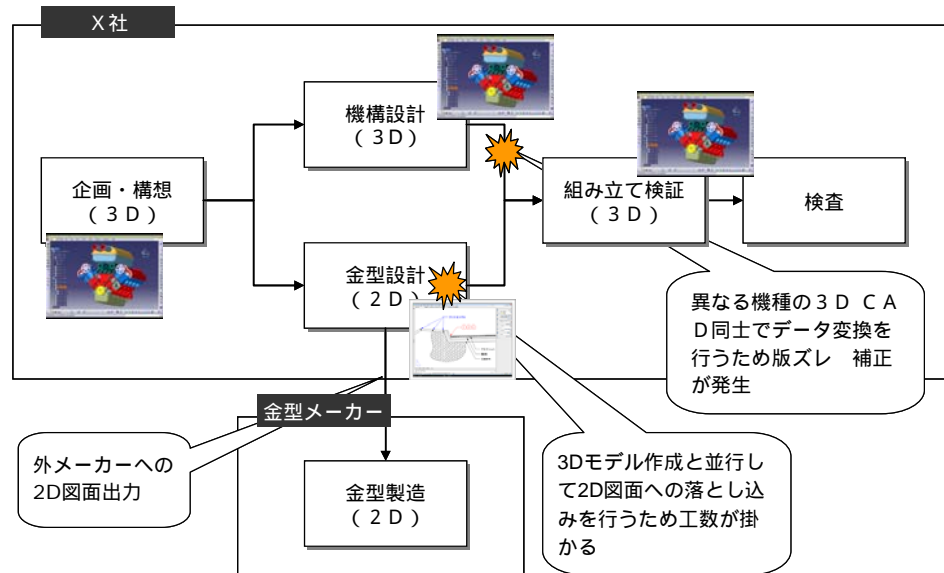 X社
機構設計
(3D)
企画・構想
(3D)
組み立て検証
(3D)
検査
金型設計
(2D)
異なる機種の3D CA
D同士でデータ変換を
行うため版ズレ 補正
が発生
金型メーカー
外メーカーへの
2D図面出力
金型製造
(2D)
3Dモデル作成と並行し
て2D図面への落とし込
みを行うため工数が掛
かる